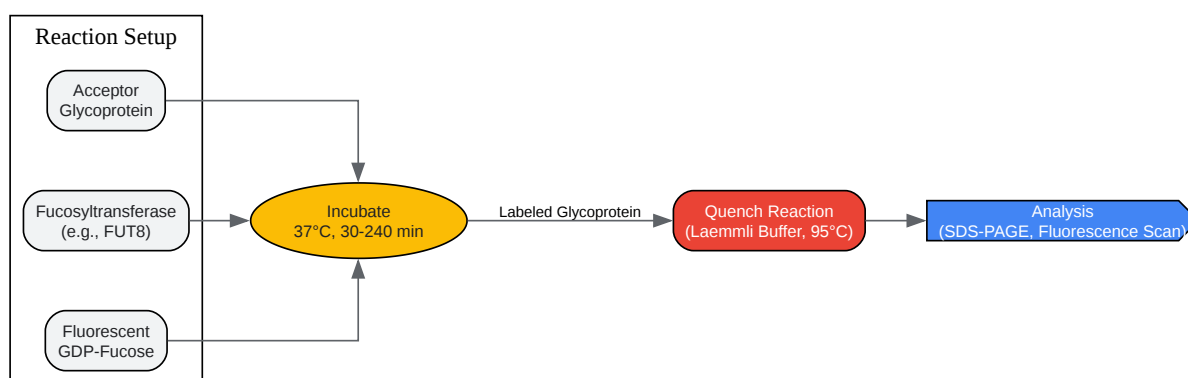 Reaction Setup
Acceptor
Glycoprotein
Fucosyltransferase
(e.g., FUT8)
Fluorescent
GDP-Fucose
Incubate
37°C, 30-240 min
Labeled Glycoprotein
Quench Reaction
(Laemmli Buffer, 95°C)
Analysis
(SDS-PAGE, Fluorescence Scan)